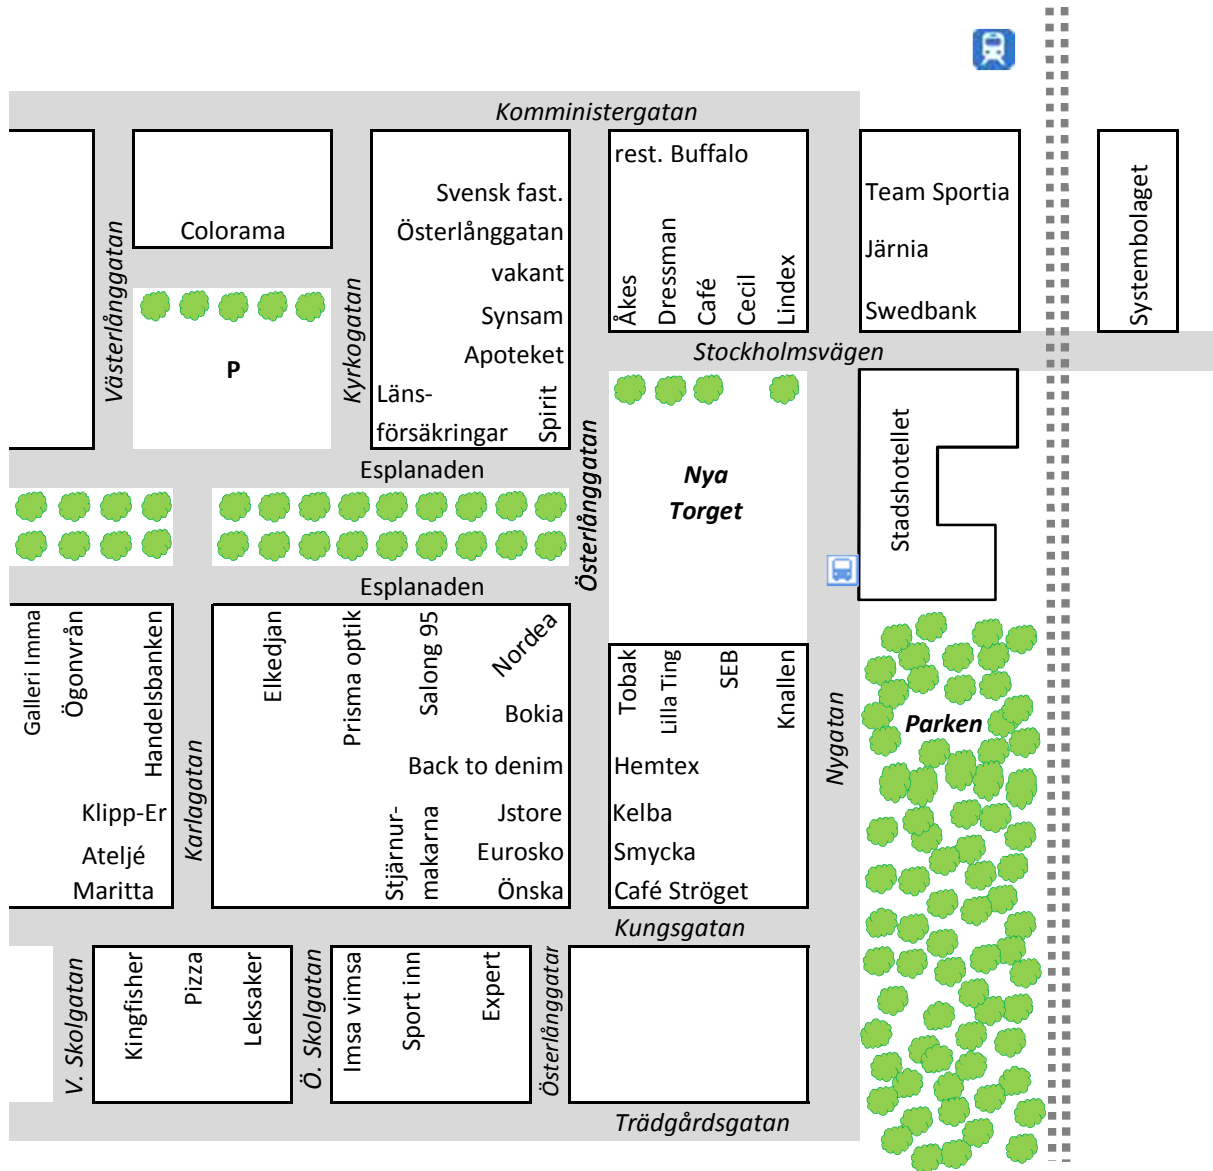 Komministergatan
rest. Buffalo
Svensk fast.
Team Sportia
Österlånggatan
Colorama
vakant
Järnia
Synsam
Swedbank
Apoteket
Åkes
Dressman
Café
Cecil
Lindex
Systembolaget
Västerlånggatan
Kyrkogatan
Stockholmsvägen
P
Läns-
försäkringar
Spirit
Österlånggatan
Esplanaden
Nya
Torget
Stadshotellet
Esplanaden
Galleri Imma
Ögonvrån
Handelsbanken
Elkedjan
Prisma optik
Salong 95
Nordea
Bokia
Tobak
Lilla Ting
SEB
Knallen
Nygatan
Parken
Back to denim
Hemtex
Karlagatan
Klipp-Er
Stjärnur-
makarna
Jstore
Kelba
Ateljé
Eurosko
Smycka
Maritta
Önska
Café Ströget
Kungsgatan
V. Skolgatan
Kingfisher
Pizza
Leksaker
Ö. Skolgatan
Imsa vimsa
Sport inn
Expert
Österlånggatar
Trädgårdsgatan